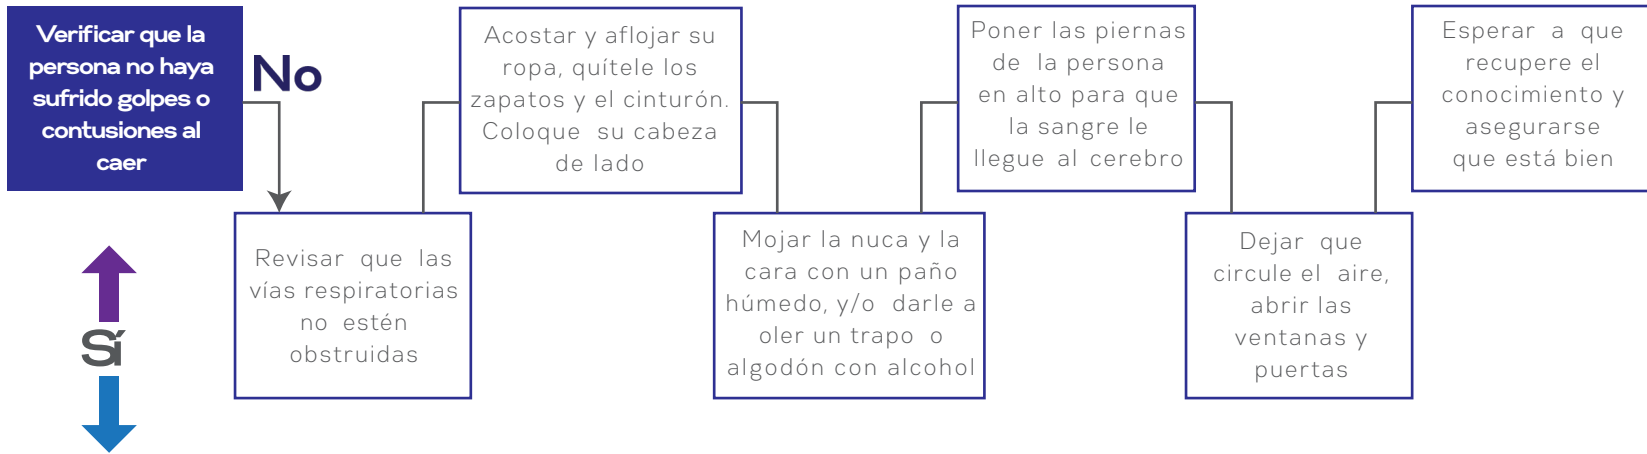 Verificar que la
persona no haya
sufrido golpes o
contusiones al
caer
No
Revisar que las
vías respiratorias
no estén
obstruidas
Acostar y aflojar su
ropa, quítele los
zapatos y el cinturón.
Coloque su cabeza
de lado
Mojar la nuca y la
cara con un paño
húmedo, y/o darle a
oler un trapo o
algodón con alcohol
Poner las piernas
de la persona
en alto para que
la sangre le
llegue al cerebro
Dejar que
circule el aire,
abrir las
ventanas y
puertas
Esperar a que
recupere el
conocimiento y
asegurarse
que está bien
Sí